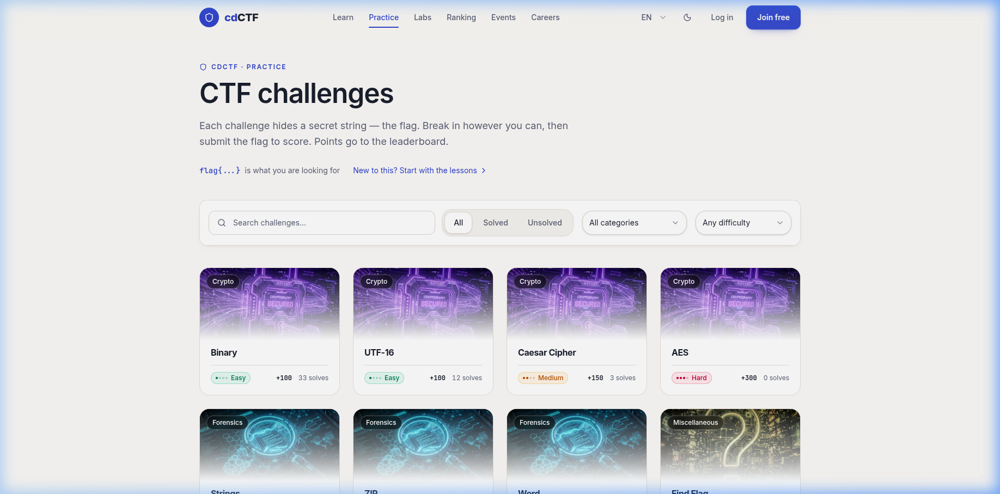 cdCTF
Learn
Practice
Labs
Ranking
Events
Careers
EN
Log in
Join free
CDCTF · PRACTICE
CTF challenges
Each challenge hides a secret string — the flag. Break in however you can, then
submit the flag to score. Points go to the leaderboard.
flag{...} is what you are looking for
New to this? Start with the lessons
Search challenges...
All
Solved
Unsolved
All categories
Any difficulty
Crypto
CRYPTOGRAPHY
SECURED
Binary
Easy
+100
33 solves
Crypto
CRYPTOGRAPHY
SECURED
UTF-16
Easy
+100
12 solves
Crypto
CRYPTOGRAPHY
SECURED
Caesar Cipher
Medium
+150
3 solves
Crypto
CRYPTOGRAPHY
SECURED
AES
Hard
+300
0 solves
Forensics
Strings
Forensics
ZIP
Forensics
Word
Miscellaneous
Find Flag